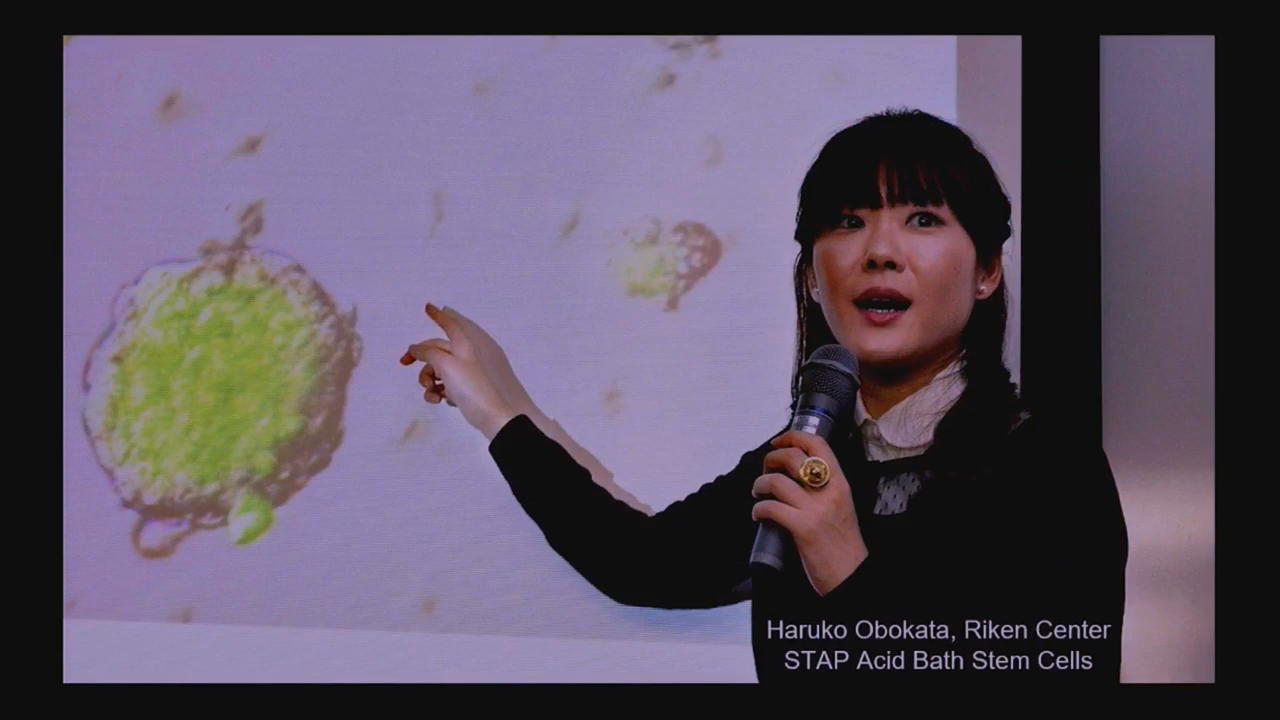 Haruko Obokata, Riken Center
STAP Acid Bath Stem Cells